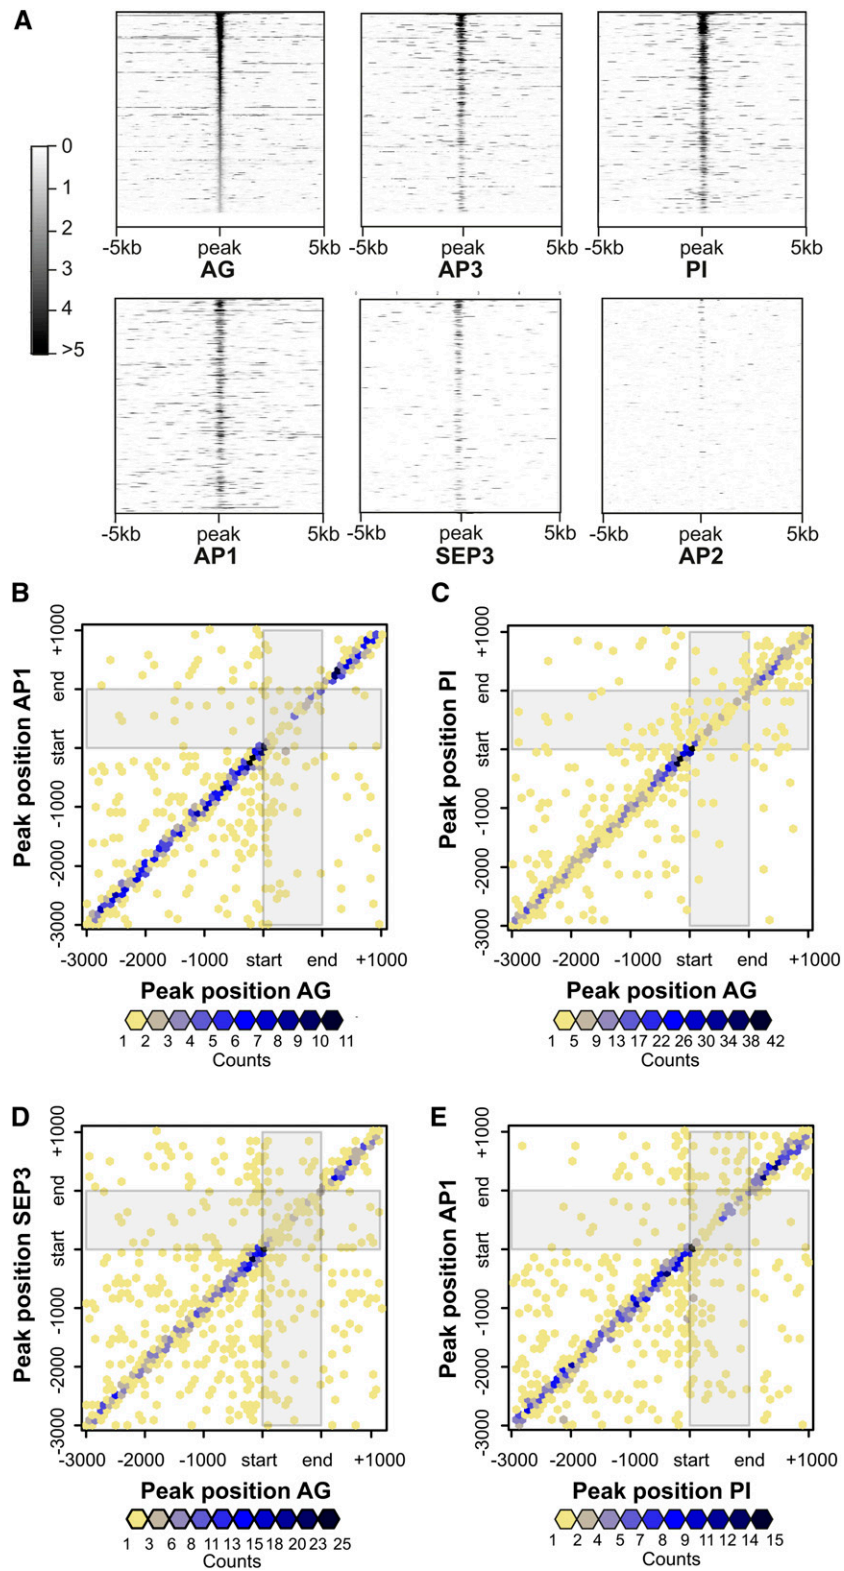 A
0
1
2
3
4
>5
-5kb peak 5kb
AG
-5kb peak 5kb
AP3
-5kb peak 5kb
PI
-5kb peak 5kb
AP1
-5kb peak 5kb
SEP3
-5kb peak 5kb
AP2
B
Peak position AP1
+1000
end
start
-1000
-2000
-3000
-3000 -2000 -1000 start end +1000
Peak position AG
1 2 3 4 5 6 7 8 9 10 11
Counts
C
Peak position PI
+1000
end
start
-1000
-2000
-3000
-3000 -2000 -1000 start end +1000
Peak position AG
1 5 9 13 17 22 26 30 34 38 42
Counts
D
Peak position SEP3
+1000
end
start
-1000
-2000
-3000
-3000 -2000 -1000 start end +1000
Peak position AG
1 3 6 8 11 13 15 18 20 23 25
Counts
E
Peak position AP1
+1000
end
start
-1000
-2000
-3000
-3000 -2000 -1000 start end +1000
Peak position PI
1 2 4 5 7 8 9 11 12 14 15
Counts